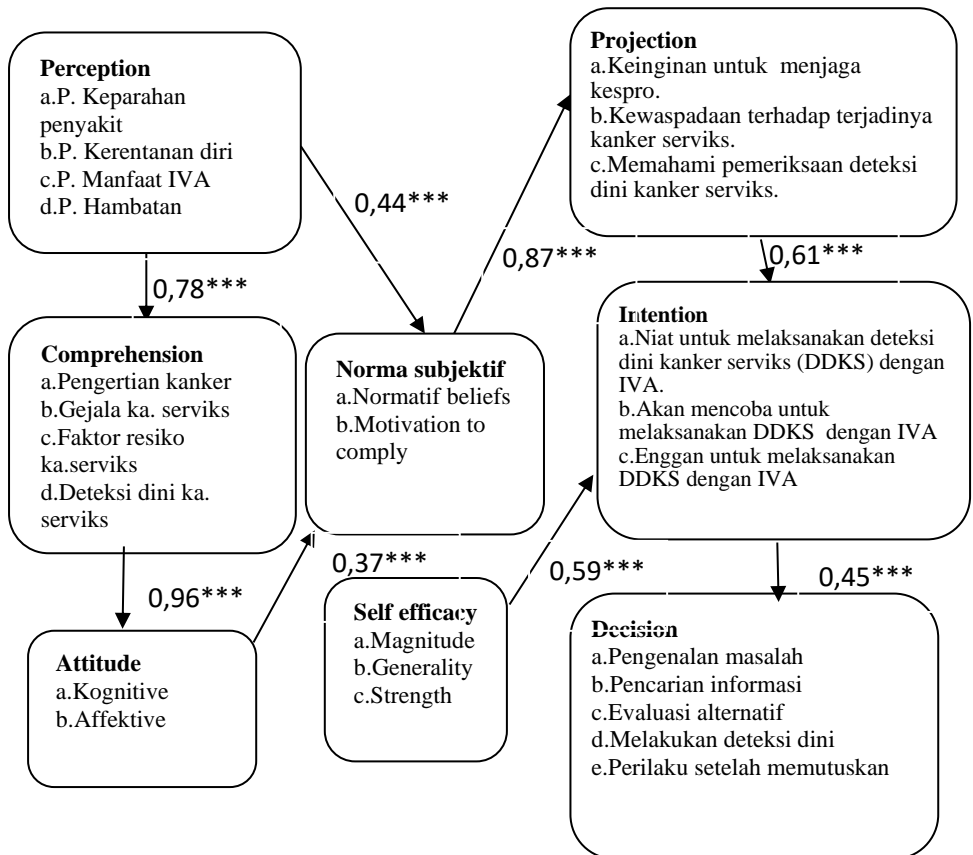 Perception
a.P. Keparahan
penyakit
b.P. Kerentanan diri
c.P. Manfaat IVA
d.P. Hambatan
Projection
a.Keinginan untuk menjaga
kespro.
b.Kewaspadaan terhadap terjadinya
kanker serviks.
c.Memahami pemeriksaan deteksi
dini kanker serviks.
0,44***
0,87***
0,61***
0,78***
Comprehension
a.Pengertian kanker
b.Gejala ka. serviks
c.Faktor resiko
ka.serviks
d.Deteksi dini ka.
serviks
Norma subjektif
a.Normatif beliefs
b.Motivation to
comply
Intention
a.Niat untuk melaksanakan deteksi
dini kanker serviks (DDKS) dengan
IVA.
b.Akan mencoba untuk
melaksanakan DDKS dengan IVA
c.Enggan untuk melaksanakan
DDKS dengan IVA
0,96***
0,37***
0,59***
0,45***
Attitude
a.Kognitive
b.Affektive
Self efficacy
a.Magnitude
b.Generality
c.Strength
Decision
a.Pengenalan masalah
b.Pencarian informasi
c.Evaluasi alternatif
d.Melakukan deteksi dini
e.Perilaku setelah memutuskan